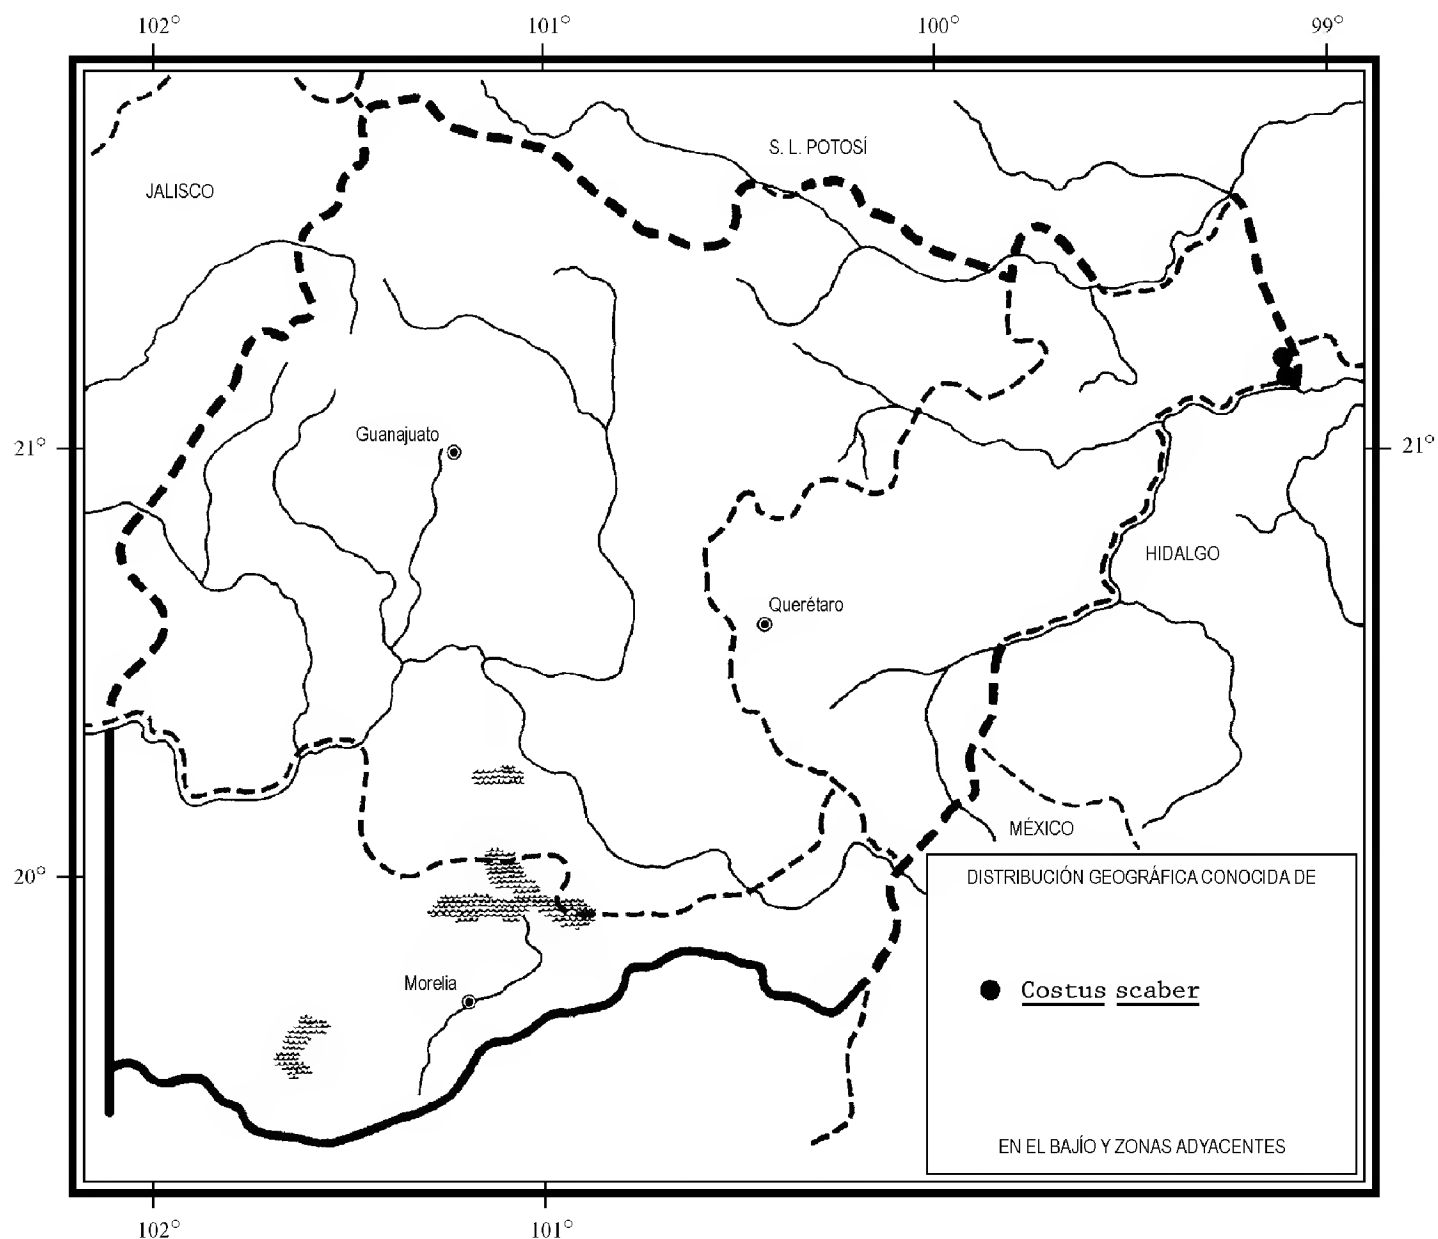 102° 101° 100° 99°
S. L. POTOSÍ
JALISCO
Guanajuato
21° 21°
HIDALGO
Querétaro
MÉXICO
20°
DISTRIBUCIÓN GEOGRÁFICA CONOCIDA DE
Morelia
Costus scaber
EN EL BAJÍO Y ZONAS ADYACENTES
102° 101°